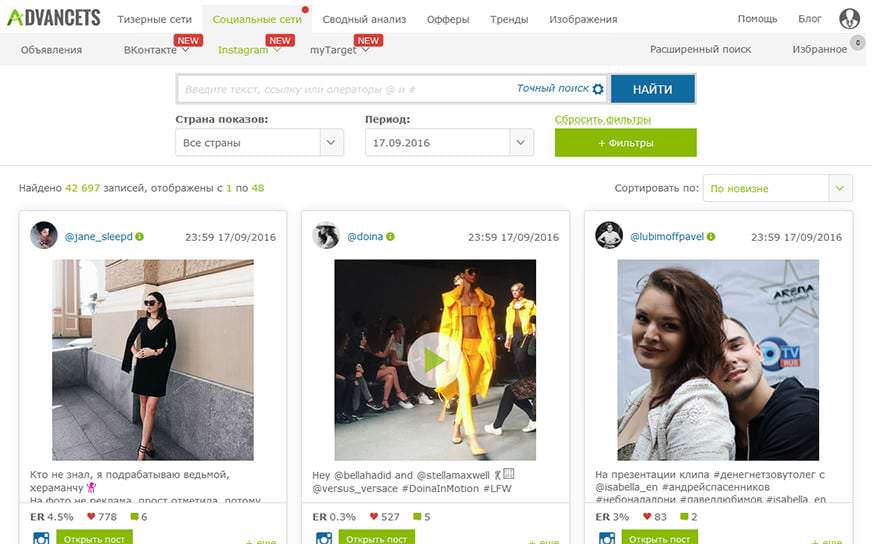 ADVANCETS Тизерные сети Социальные сети Сводный анализ Офферы Тренды Изображения Помощь Блог
Объявления ВКонтакте NEW Instagram NEW myTarget NEW Расширенный поиск Избранное 0
Введите текст, ссылку или операторы @ и # Точный поиск НАЙТИ
Страна показов: Период: Сбросить фильтры
Все страны 17.09.2016 + Фильтры
Найдено 42 697 записей, отображены с 1 по 48 Сортировать по: По новизне
@jane_sleepd 23:59 17/09/2016
Кто не знал, я подрабатываю ведьмой,
хераманчу
На фото не реклама, прост отметила, потому
ER 4.5% 778 6
Открыть пост + еще
@doina 23:59 17/09/2016
Hey @bellahadid and @stellamaxwell
@versus_versace #DoinaInMotion #LFW
ER 0.3% 527 5
Открыть пост + еще
@lubimoffpavel 23:59 17/09/2016
ARENA
TV
На презентации клипа #денегнетзовутолег с
@isabella_en #андрейспасенников
#небоналадони #павеллюбимов #isabella_en
ER 3% 83 2
Открыть пост + еще